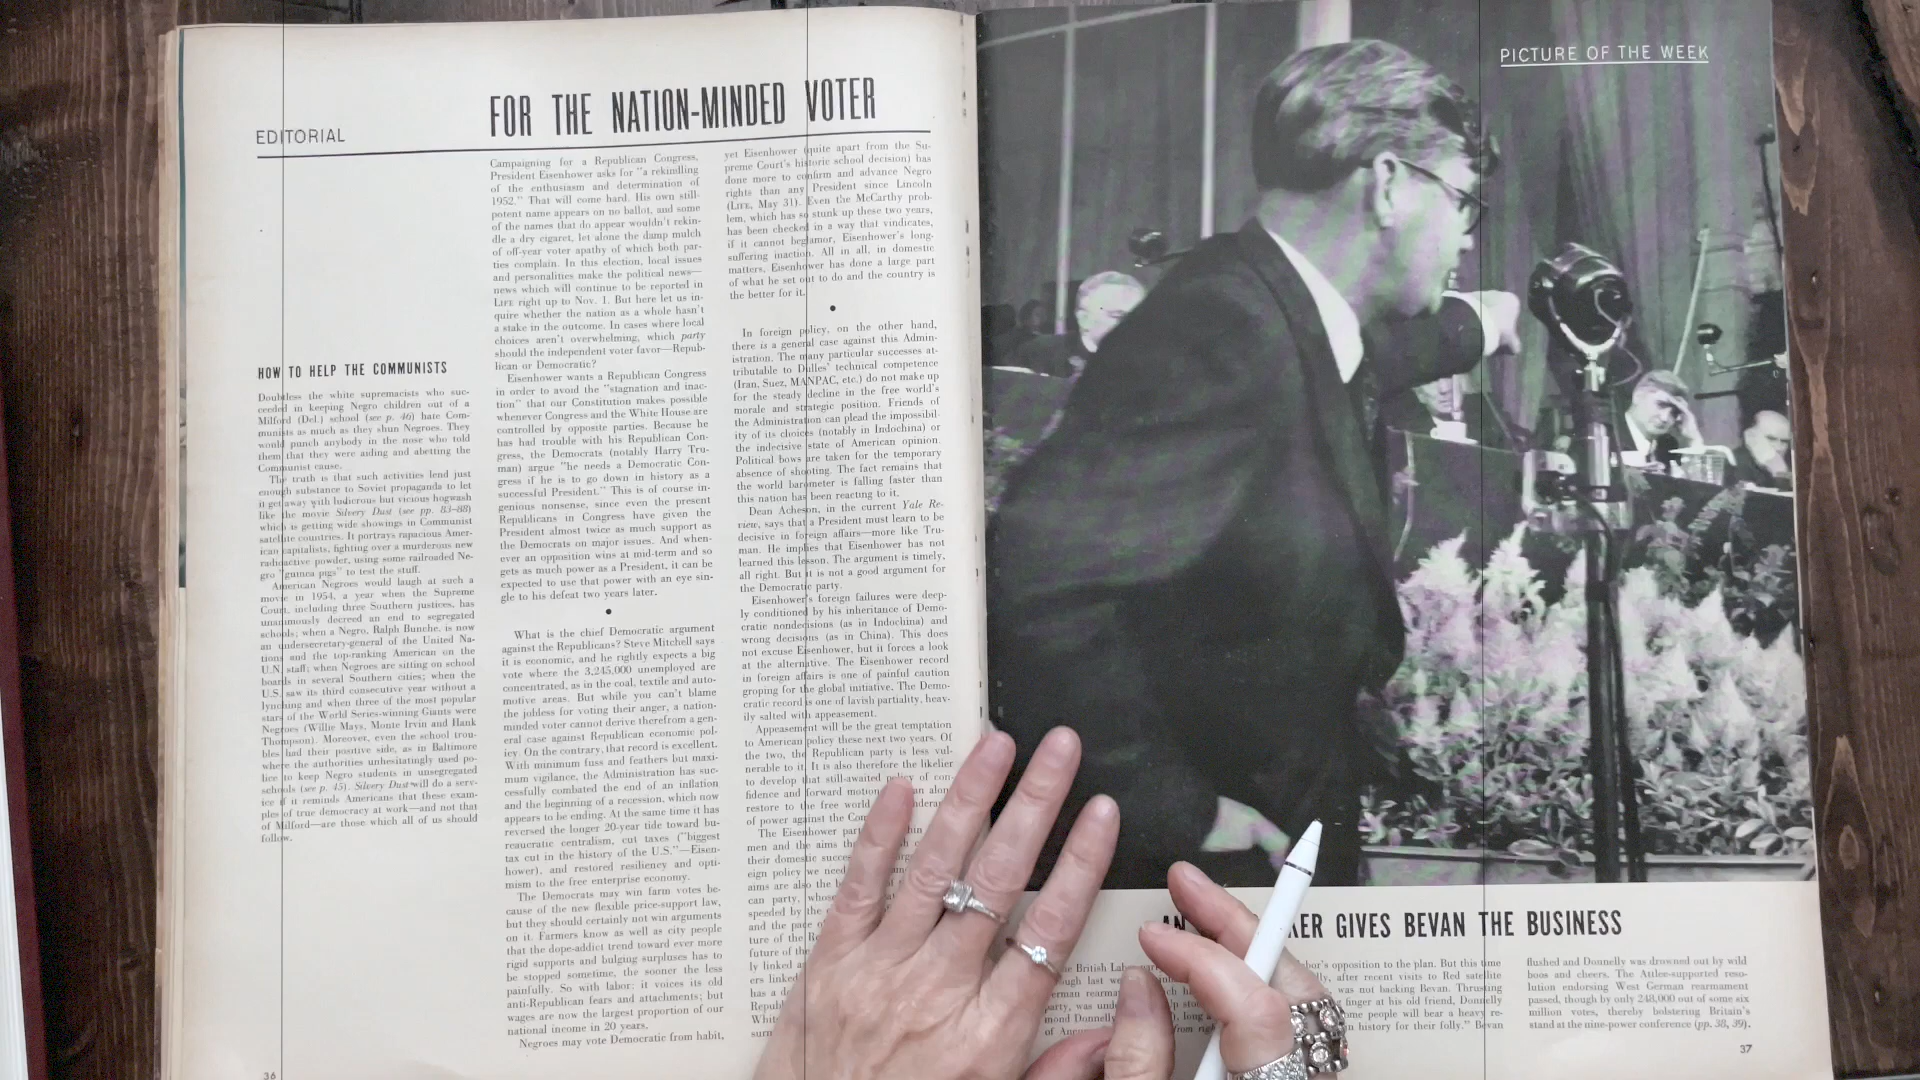 EDITORIAL
FOR THE NATION-MINDED VOTER
HOW TO HELP THE COMMUNISTS
Doubtless the white supremacists who suc-
ceeded in keeping Negro children out of a
Milford (Del.) school (see p. 46) hate Com-
munists as much as they shun Negroes. They
would punch anybody in the nose who told
them that they were aiding and abetting the
Communist cause.
The truth is that such activities lend just
enough substance to Soviet propaganda to let
it get away with ludicrous but vicious hogwash
like the movie Silvery Dust (see pp. 83-88)
which is getting wide showings in Communist
satellite countries. It portrays rapacious Amer-
ican capitalists, fighting over a murderous new
radioactive powder, using some railroaded Ne-
gro "guinea pigs" to test the stuff.
American Negroes would laugh at such a
movie in 1954, a year when the Supreme
Court, including three Southern justices, has
unanimously decreed an end to segregated
schools; when a Negro, Ralph Bunche, is now
an undersecretary-general of the United Na-
tions and the top-ranking American on the
U.N. staff; when Negroes are sitting on school
boards in several Southern cities; when the
U.S. saw its third consecutive year without a
lynching and when three of the most popular
stars of the World Series-winning Giants were
Negroes (Willie Mays, Monte Irvin and Hank
Thompson). Moreover, even the school trou-
bles had their positive side, as in Baltimore
where the authorities unhesitatingly used po-
lice to keep Negro students in unsegregated
schools (see p. 45). Silvery Dust will do a serv-
ice if it reminds Americans that these exam-
ples of true democracy at work—and not that
of Milford—are those which all of us should
follow.
Campaigning for a Republican Congress,
President Eisenhower asks for "a rekindling
of the enthusiasm and determination of
1952." That will come hard. His own still-
potent name appears on no ballot, and some
of the names that do appear wouldn't rekin-
dle a dry cigaret, let alone the damp mulch
of off-year voter apathy of which both par-
ties complain. In this election, local issues
and personalities make the political news—
news which will continue to be reported in
LIFE right up to Nov. 1. But here let us in-
quire whether the nation as a whole hasn't
a stake in the outcome. In cases where local
choices aren't overwhelming, which party
should the independent voter favor—Repub-
lican or Democratic?
Eisenhower wants a Republican Congress
in order to avoid the "stagnation and inac-
tion" that our Constitution makes possible
whenever Congress and the White House are
controlled by opposite parties. Because he
has had trouble with his Republican Con-
gress, the Democrats (notably Harry Tru-
man) argue "he needs a Democratic Con-
gress if he is to go down in history as a
successful President." This is of course in-
genious nonsense, since even the present
Republicans in Congress have given the
President almost twice as much support as
the Democrats on major issues. And when-
ever an opposition wins at mid-term and so
gets as much power as a President, it can be
expected to use that power with an eye sin-
gle to his defeat two years later.
•
What is the chief Democratic argument
against the Republicans? Steve Mitchell says
it is economic, and he rightly expects a big
vote where the 3,245,000 unemployed are
concentrated, as in the coal, textile and auto-
motive areas. But while you can't blame
the jobless for voting their anger, a nation-
minded voter cannot derive therefrom a gen-
eral case against Republican economic pol-
icy. On the contrary, that record is excellent.
With minimum fuss and feathers but maxi-
mum vigilance, the Administration has suc-
cessfully combated the end of an inflation
and the beginning of a recession, which now
appears to be ending. At the same time it has
reversed the longer 20-year tide toward bu-
reaucratic centralism, cut taxes ("biggest
tax cut in the history of the U.S."—Eisen-
hower), and restored resiliency and opti-
mism to the free enterprise economy.
The Democrats may win farm votes be-
cause of the new flexible price-support law,
but they should certainly not win arguments
on it. Farmers know as well as city people
that the dope-addict trend toward ever more
rigid supports and bulging surpluses has to
be stopped sometime, the sooner the less
painfully. So with labor: it voices its old
anti-Republican fears and attachments; but
wages are now the largest proportion of our
national income in 20 years.
Negroes may vote Democratic from habit,
yet Eisenhower (quite apart from the Su-
preme Court's historic school decision) has
done more to confirm and advance Negro
rights than any President since Lincoln
(LIFE, May 31). Even the McCarthy prob-
lem, which has so stunk up these two years,
has been checked in a way that vindicates,
if it cannot beglamor, Eisenhower's long-
suffering inaction. All in all, in domestic
matters, Eisenhower has done a large part
of what he set out to do and the country is
the better for it.
•
In foreign policy, on the other hand,
there is a general case against this Admin-
istration. The many particular successes at-
tributable to Dulles' technical competence
(Iran, Suez, MANPAC, etc.) do not make up
for the steady decline in the free world's
morale and strategic position. Friends of
the Administration can plead the impossibil-
ity of its choices (notably in Indochina) or
the indecisive state of American opinion.
Political bows are taken for the temporary
absence of shooting. The fact remains that
the world barometer is falling faster than
this nation has been reacting to it.
Dean Acheson, in the current Yale Re-
view, says that a President must learn to be
decisive in foreign affairs—more like Tru-
man. He implies that Eisenhower has not
learned this lesson. The argument is timely,
all right. But it is not a good argument for
the Democratic party.
Eisenhower's foreign failures were deep-
ly conditioned by his inheritance of Demo-
cratic nondecisions (as in Indochina) and
wrong decisions (as in China). This does
not excuse Eisenhower, but it forces a look
at the alternative. The Eisenhower record
in foreign affairs is one of painful caution
groping for the global initiative. The Demo-
cratic record is one of lavish partiality, heav-
ily salted with appeasement.
Appeasement will be the great temptation
to American policy these next two years. Of
the two, the Republican party is less vul-
nerable to it. It is also therefore the likelier
to develop that still-awaited policy of con-
fidence and forward motion
restore to the free world
of power against the
The Eisenhower
men and the aims
their domestic
eign policy we need
aims are also the
can party, whose
speeded by the
and the pace of
ture of the
future of the
ly linked
ers linked
has a
36
PICTURE OF THE WEEK
GIVES BEVAN THE BUSINESS
British
last
opposition to the plan. But this time
after recent visits to Red satellite
was not backing Bevan. Thrusting
finger at his old friend, Donnelly
people will bear a heavy re-
in history for their folly." Bevan
flushed and Donnelly was drowned out by wild
boos and cheers. The Attlee-supported reso-
lution endorsing West German rearmament
passed, though by only 248,000 out of some six
million votes, thereby bolstering Britain's
stand at the nine-power conference (pp. 38, 39).
37